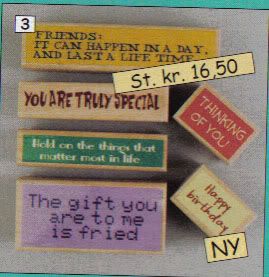 3
FRIENDS:
IT CAN HAPPEN IN A DAY,
AND LAST A LIFE TIME
St. kr. 16,50
YOU ARE TRULY SPECIAL
THINKING
OF YOU
Hold on the things that
matter most in life
The gift you
are to me
is fried
Happy
birthday
NY